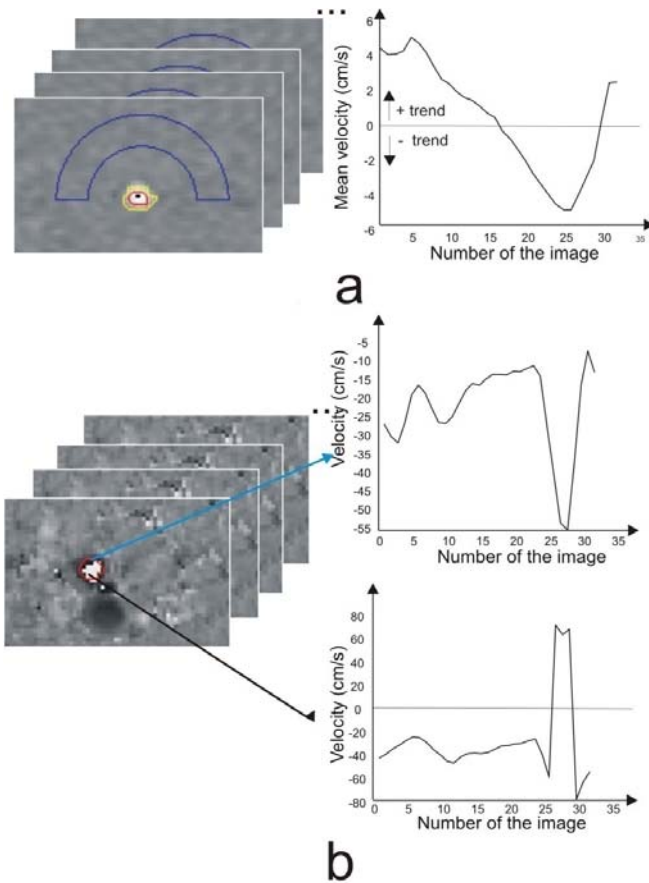 ...
Mean velocity (cm/s)
6
4
2
0
-2
-4
-6
+ trend
- trend
0 5 10 15 20 25 30 35
Number of the image
a
...
Velocity (cm/s)
-5
-10
-15
-20
-25
-30
-35
-40
-45
-50
-55
0 5 10 15 20 25 30 35
Number of the image
Velocity (cm/s)
80
60
40
20
0
-20
-40
-60
-80
0 5 10 15 20 25 30 35
Number of the image
b